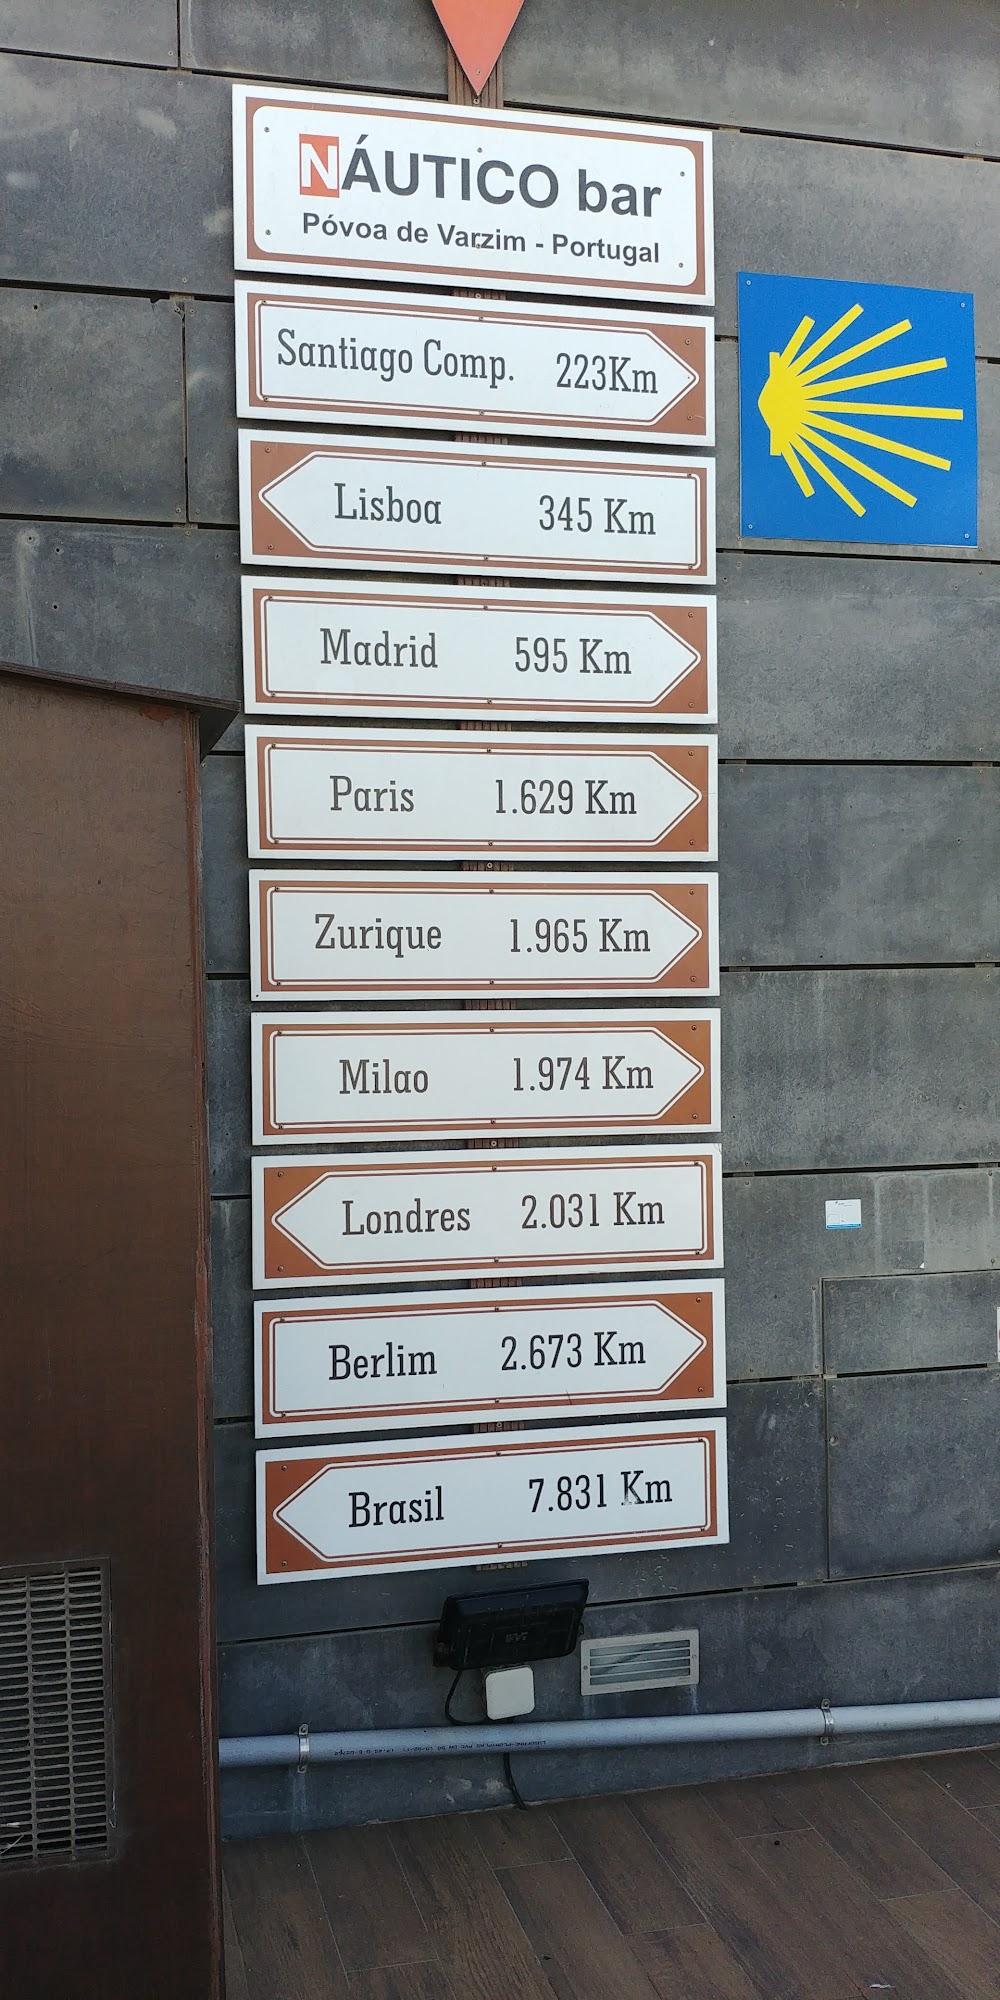 NÁUTICO bar
Póvoa de Varzim - Portugal
Santiago Comp. 223Km
Lisboa 345 Km
Madrid 595 Km
Paris 1.629 Km
Zurique 1.965 Km
Milao 1.974 Km
Londres 2.031 Km
Berlim 2.673 Km
Brasil 7.831 Km